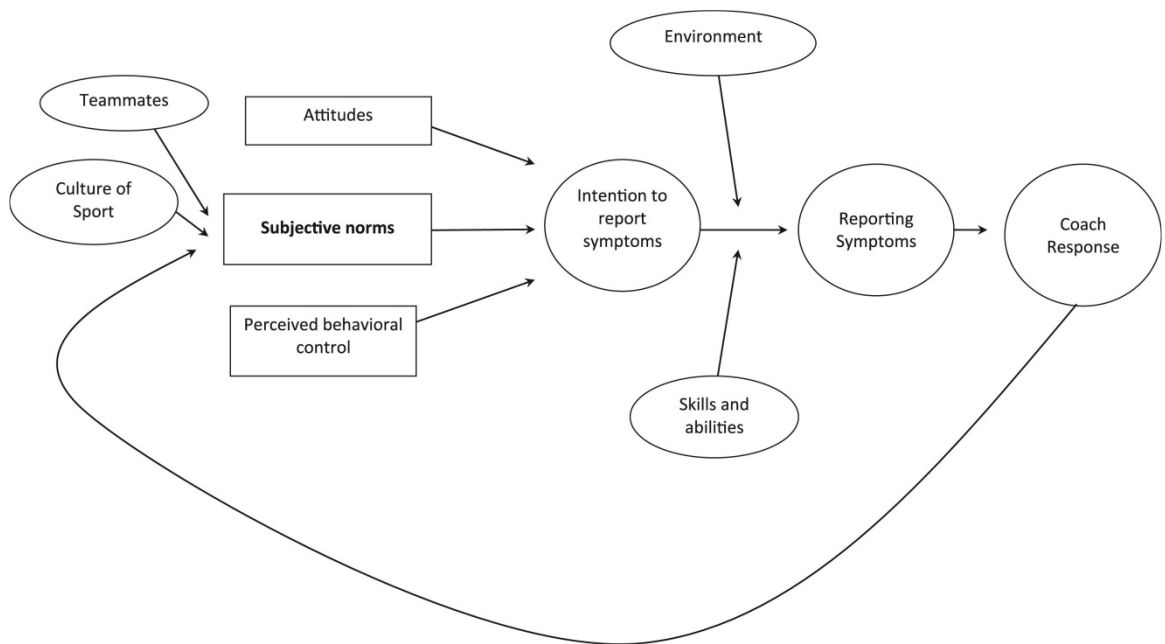 Environment
Teammates
Attitudes
Culture of
Sport
Subjective norms
Intention to
report
symptoms
Reporting
Symptoms
Coach
Response
Perceived behavioral
control
Skills and
abilities